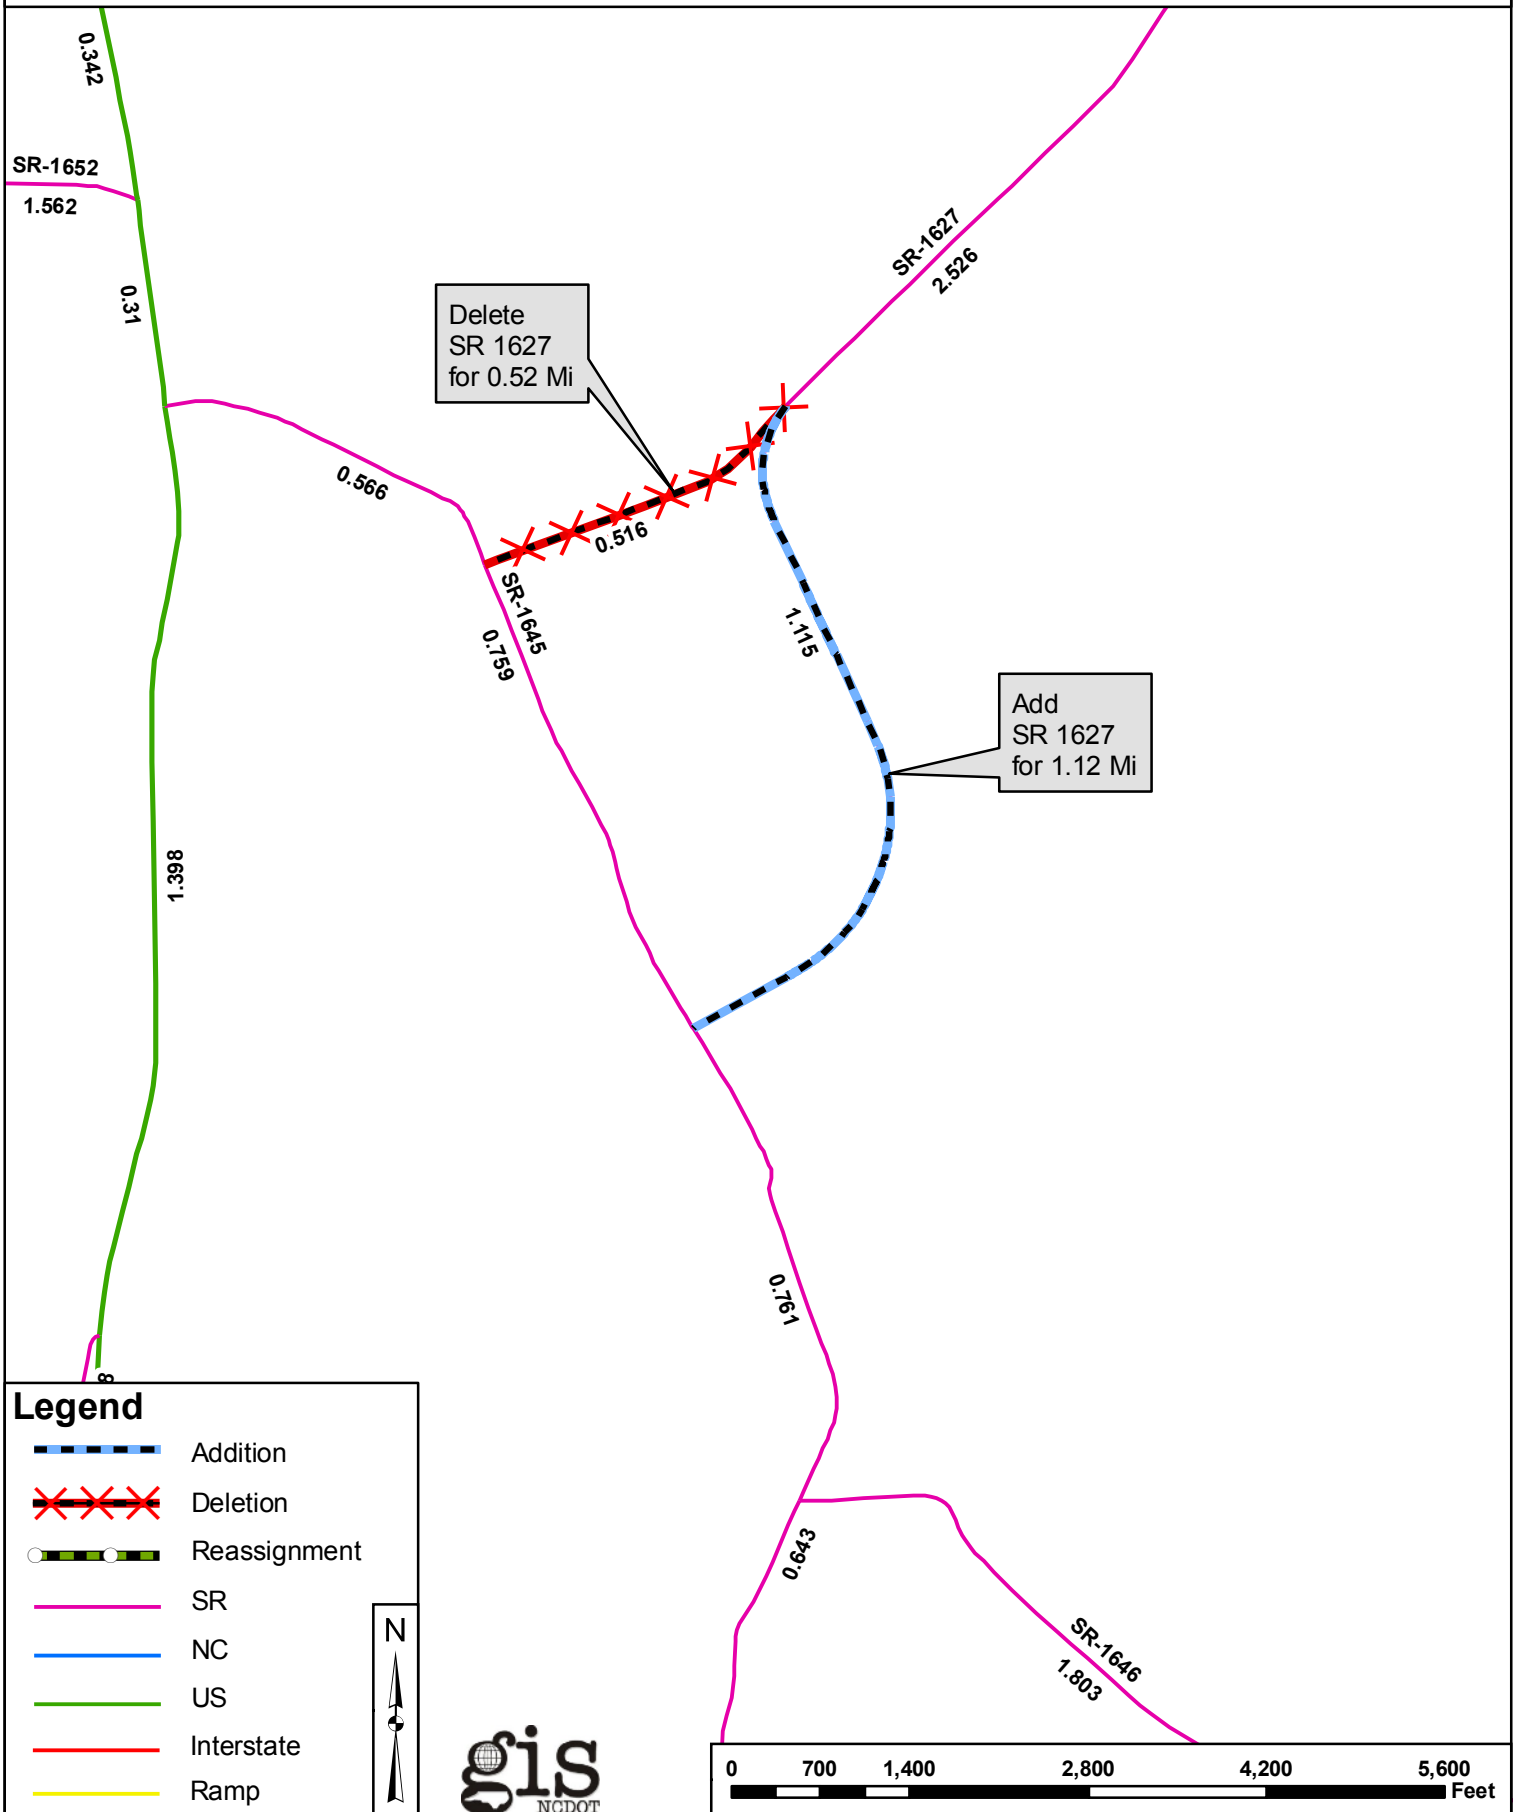 0.342
SR-1652
1.562
SR-1627
2.526
0.31
Delete
SR 1627
for 0.52 Mi
0.566
0.516
SR-1645
0.759
1.115
Add
SR 1627
for 1.12 Mi
1.398
0.761
8
Legend
Addition
Deletion
Reassignment
SR
NC
US
Interstate
Ramp
N
gis
NCDOT
0.643
SR-1646
1.803
0 700 1,400 2,800 4,200 5,600
Feet